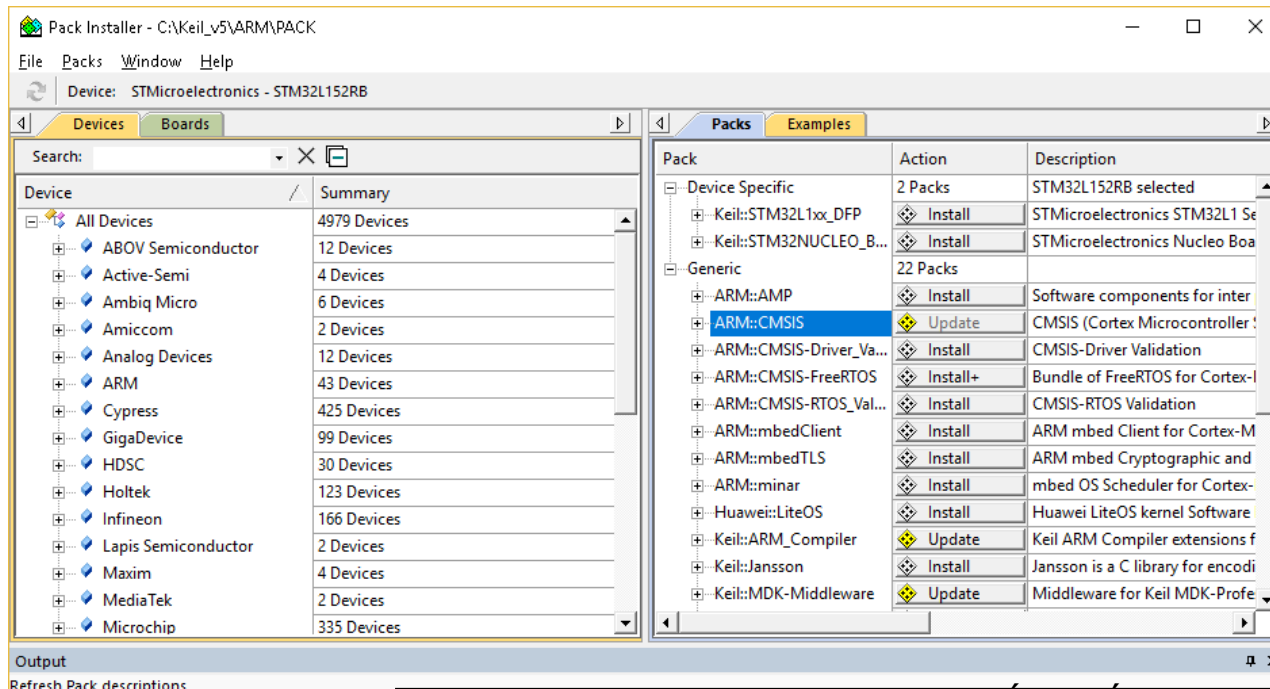 Pack Installer - C:\Keil_v5\ARM\PACK
File Packs Window Help
Device: STMicroelectronics - STM32L152RB
Devices Boards
Search:
Device Summary
All Devices 4979 Devices
ABOV Semiconductor 12 Devices
Active-Semi 4 Devices
Ambiq Micro 6 Devices
Amiccom 2 Devices
Analog Devices 12 Devices
ARM 43 Devices
Cypress 425 Devices
GigaDevice 99 Devices
HDSC 30 Devices
Holtek 123 Devices
Infineon 166 Devices
Lapis Semiconductor 2 Devices
Maxim 4 Devices
MediaTek 2 Devices
Microchip 335 Devices
Packs Examples
Pack Action Description
Device Specific 2 Packs STM32L152RB selected
Keil::STM32L1xx_DFP Install STMicroelectronics STM32L1 Se
Keil::STM32NUCLEO_B... Install STMicroelectronics Nucleo Boa
Generic 22 Packs
ARM::AMP Install Software components for inter
ARM::CMSIS Update CMSIS (Cortex Microcontroller
ARM::CMSIS-Driver_Va... Install CMSIS-Driver Validation
ARM::CMSIS-FreeRTOS Install+ Bundle of FreeRTOS for Cortex-
ARM::CMSIS-RTOS_Val... Install CMSIS-RTOS Validation
ARM::mbedClient Install ARM mbed Client for Cortex-M
ARM::mbedTLS Install ARM mbed Cryptographic and
ARM::minar Install mbed OS Scheduler for Cortex-
Huawei::LiteOS Install Huawei LiteOS kernel Software
Keil::ARM_Compiler Update Keil ARM Compiler extensions f
Keil::Jansson Install Jansson is a C library for encodi
Keil::MDK-Middleware Update Middleware for Keil MDK-Profe
Output
Refresh Pack descriptions